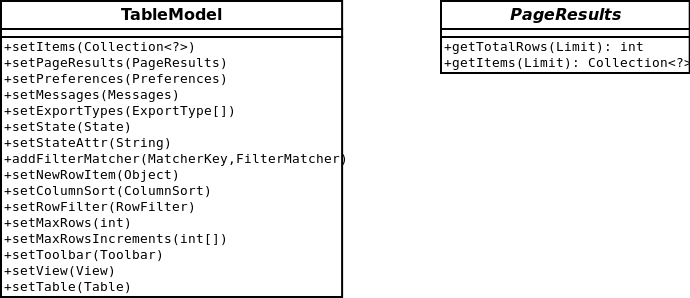 TableModel
+setItems(Collection<?>)
+setPageResults(PageResults)
+setPreferences(Preferences)
+setMessages(Messages)
+setExportTypes(ExportType[])
+setState(State)
+setStateAttr(String)
+addFilterMatcher(MatcherKey,FilterMatcher)
+setNewRowItem(Object)
+setColumnSort(ColumnSort)
+setRowFilter(RowFilter)
+setMaxRows(int)
+setMaxRowsIncrements(int[])
+setToolbar(Toolbar)
+setView(View)
+setTable(Table)
PageResults
+getTotalRows(Limit): int
+getItems(Limit): Collection<?>